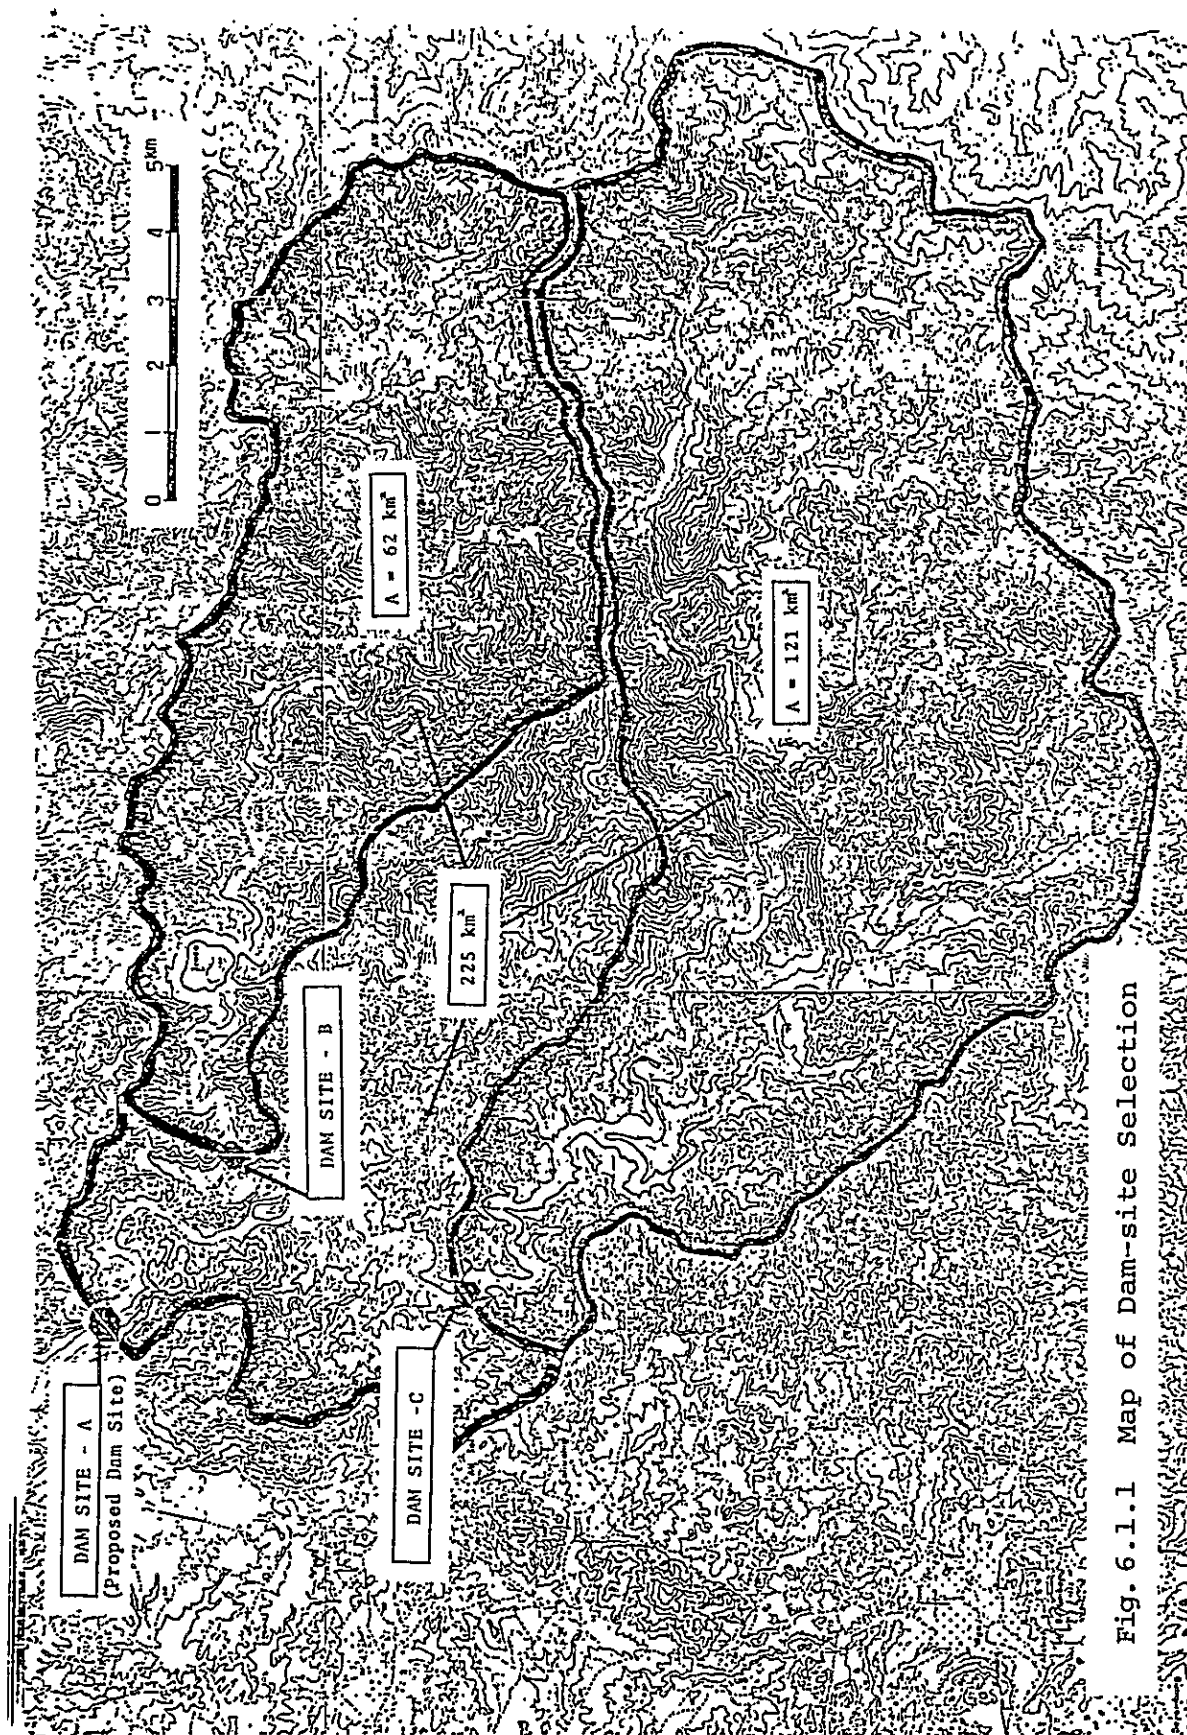 DAM SITE - A
(Proposed Dam Site)
DAM SITE - B
DAM SITE -C
225 km²
A = 62 km²
A = 121 km²
0 1 2 3 4 5km
Fig. 6.1.1 Map of Dam-site Selection